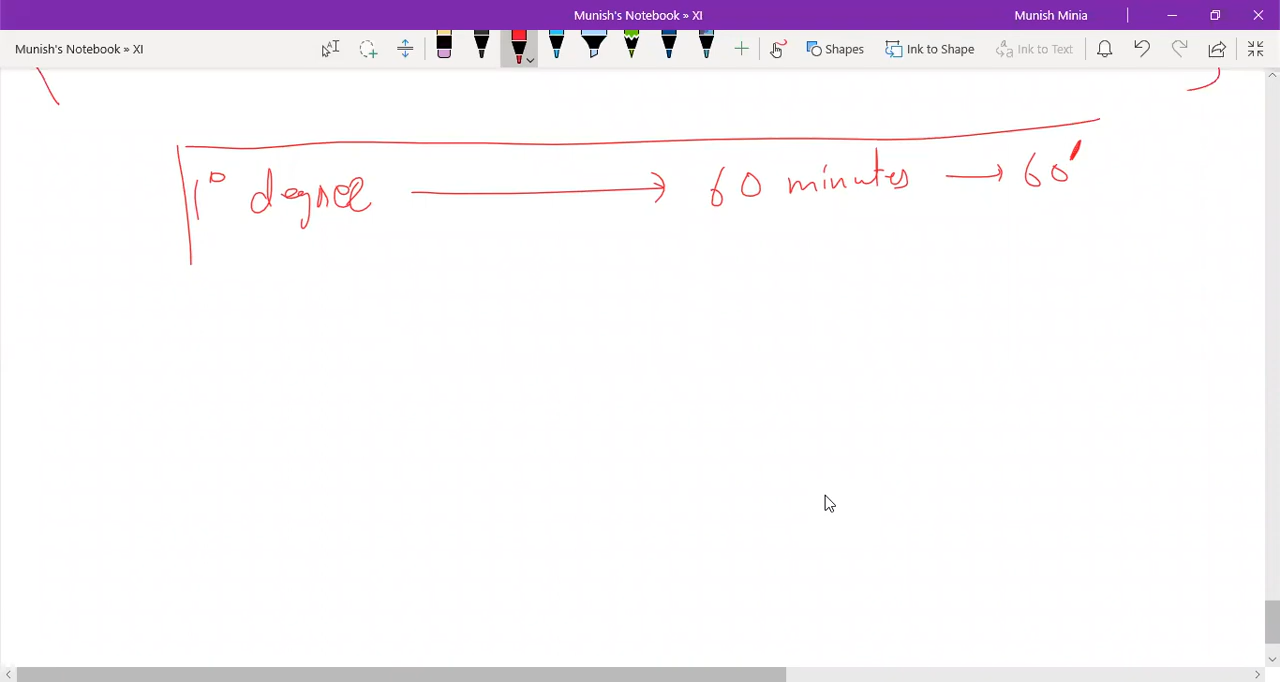 Munish's Notebook » XI
Munish Minia
Munish's Notebook » XI
Shapes
Ink to Shape
Ink to Text
1° degree → 60 minutes → 60'